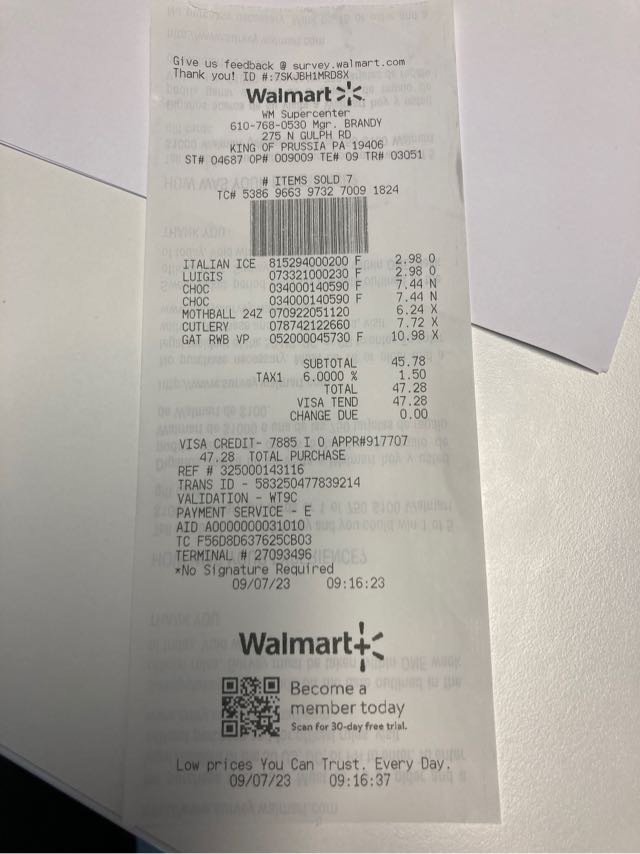 Give us feedback @ survey.walmart.com
Thank you! ID #:7SKJBH1MRD8X
Walmart
WM Supercenter
610-768-0530 Mgr. BRANDY
275 N GULPH RD
KING OF PRUSSIA PA 19406
ST# 04687 OP# 009009 TE# 09 TR# 03051
# ITEMS SOLD 7
TC# 5386 9663 9732 7009 1824
ITALIAN ICE 815294000200 F 2.98 O
LUIGIS 073321000230 F 2.98 O
CHOC 034000140590 F 7.44 N
CHOC 034000140590 F 7.44 N
MOTHBALL 24Z 070922051120 6.24 X
CUTLERY 078742122660 7.72 X
GAT RWB VP 052000045730 F 10.98 X
SUBTOTAL 45.78
TAX1 6.0000 % 1.50
TOTAL 47.28
VISA TEND 47.28
CHANGE DUE 0.00
VISA CREDIT- 7885 I 0 APPR#917707
47.28 TOTAL PURCHASE
REF # 325000143116
TRANS ID - 583250477839214
VALIDATION - WT9C
PAYMENT SERVICE - E
AID A0000000031010
TC F56D8D637625CB03
TERMINAL # 27093496
*No Signature Required
09/07/23 09:16:23
Walmart+
Become a
member today
Scan for 30-day free trial.
Low prices You Can Trust. Every Day.
09/07/23 09:16:37